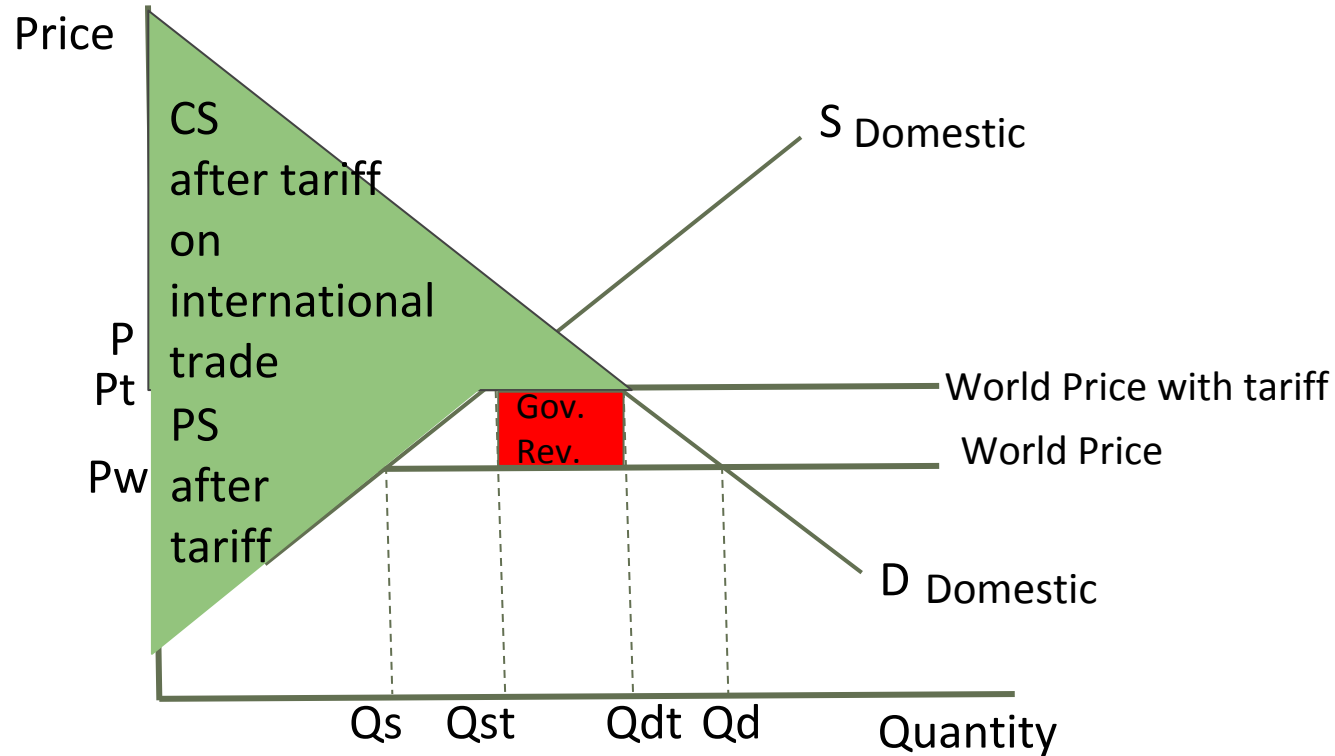 Price
CS
after tariff
on
international
trade
S Domestic
P
Pt
World Price with tariff
PS
after
tariff
Gov.
Rev.
Pw
World Price
D Domestic
Qs
Qst
Qdt
Qd
Quantity